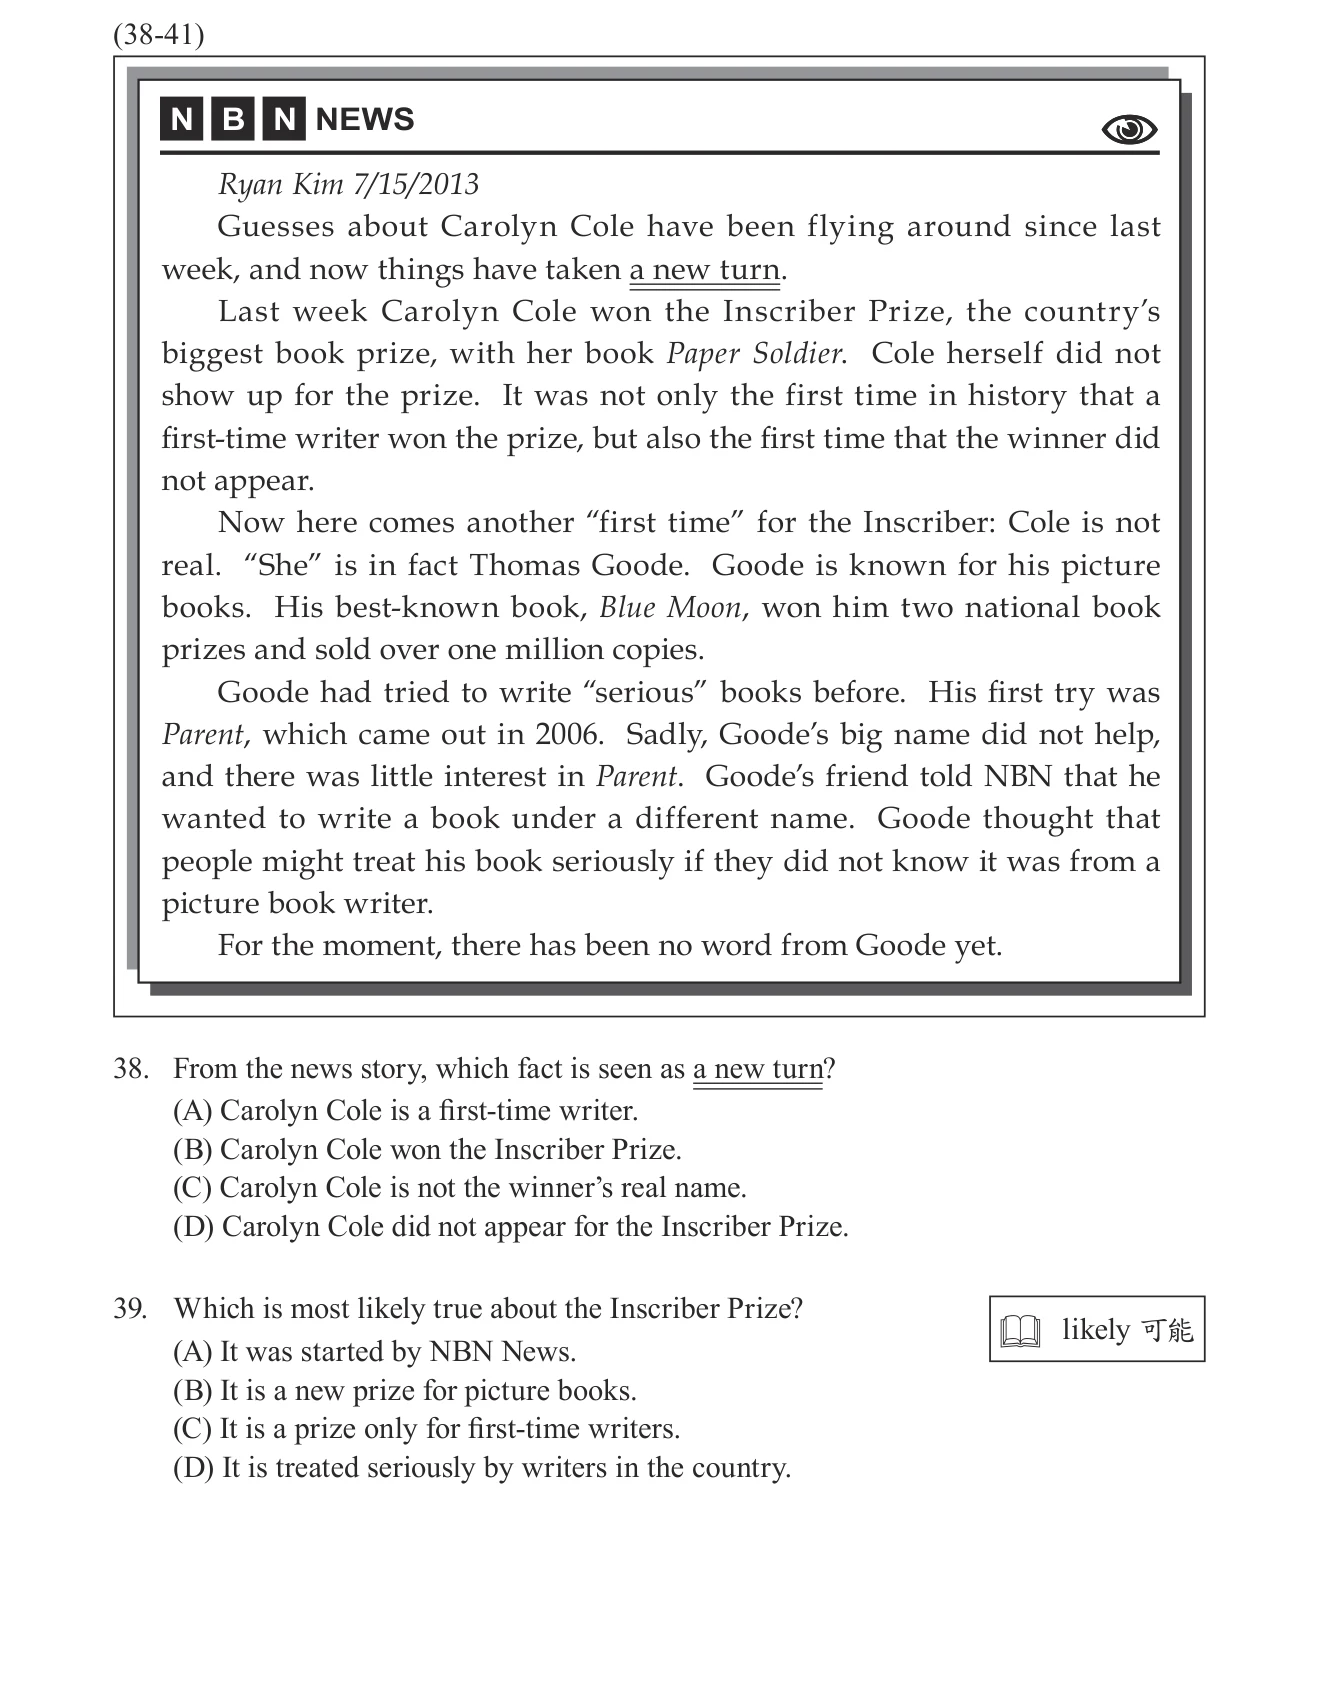 (38-41)
N B N NEWS
Ryan Kim 7/15/2013
Guesses about Carolyn Cole have been flying around since last
week, and now things have taken a new turn.
Last week Carolyn Cole won the Inscriber Prize, the country’s
biggest book prize, with her book Paper Soldier. Cole herself did not
show up for the prize. It was not only the first time in history that a
first-time writer won the prize, but also the first time that the winner did
not appear.
Now here comes another “first time” for the Inscriber: Cole is not
real. “She” is in fact Thomas Goode. Goode is known for his picture
books. His best-known book, Blue Moon, won him two national book
prizes and sold over one million copies.
Goode had tried to write “serious” books before. His first try was
Parent, which came out in 2006. Sadly, Goode’s big name did not help,
and there was little interest in Parent. Goode’s friend told NBN that he
wanted to write a book under a different name. Goode thought that
people might treat his book seriously if they did not know it was from a
picture book writer.
For the moment, there has been no word from Goode yet.
38. From the news story, which fact is seen as a new turn?
(A) Carolyn Cole is a first-time writer.
(B) Carolyn Cole won the Inscriber Prize.
(C) Carolyn Cole is not the winner’s real name.
(D) Carolyn Cole did not appear for the Inscriber Prize.
39. Which is most likely true about the Inscriber Prize?
likely 可能
(A) It was started by NBN News.
(B) It is a new prize for picture books.
(C) It is a prize only for first-time writers.
(D) It is treated seriously by writers in the country.